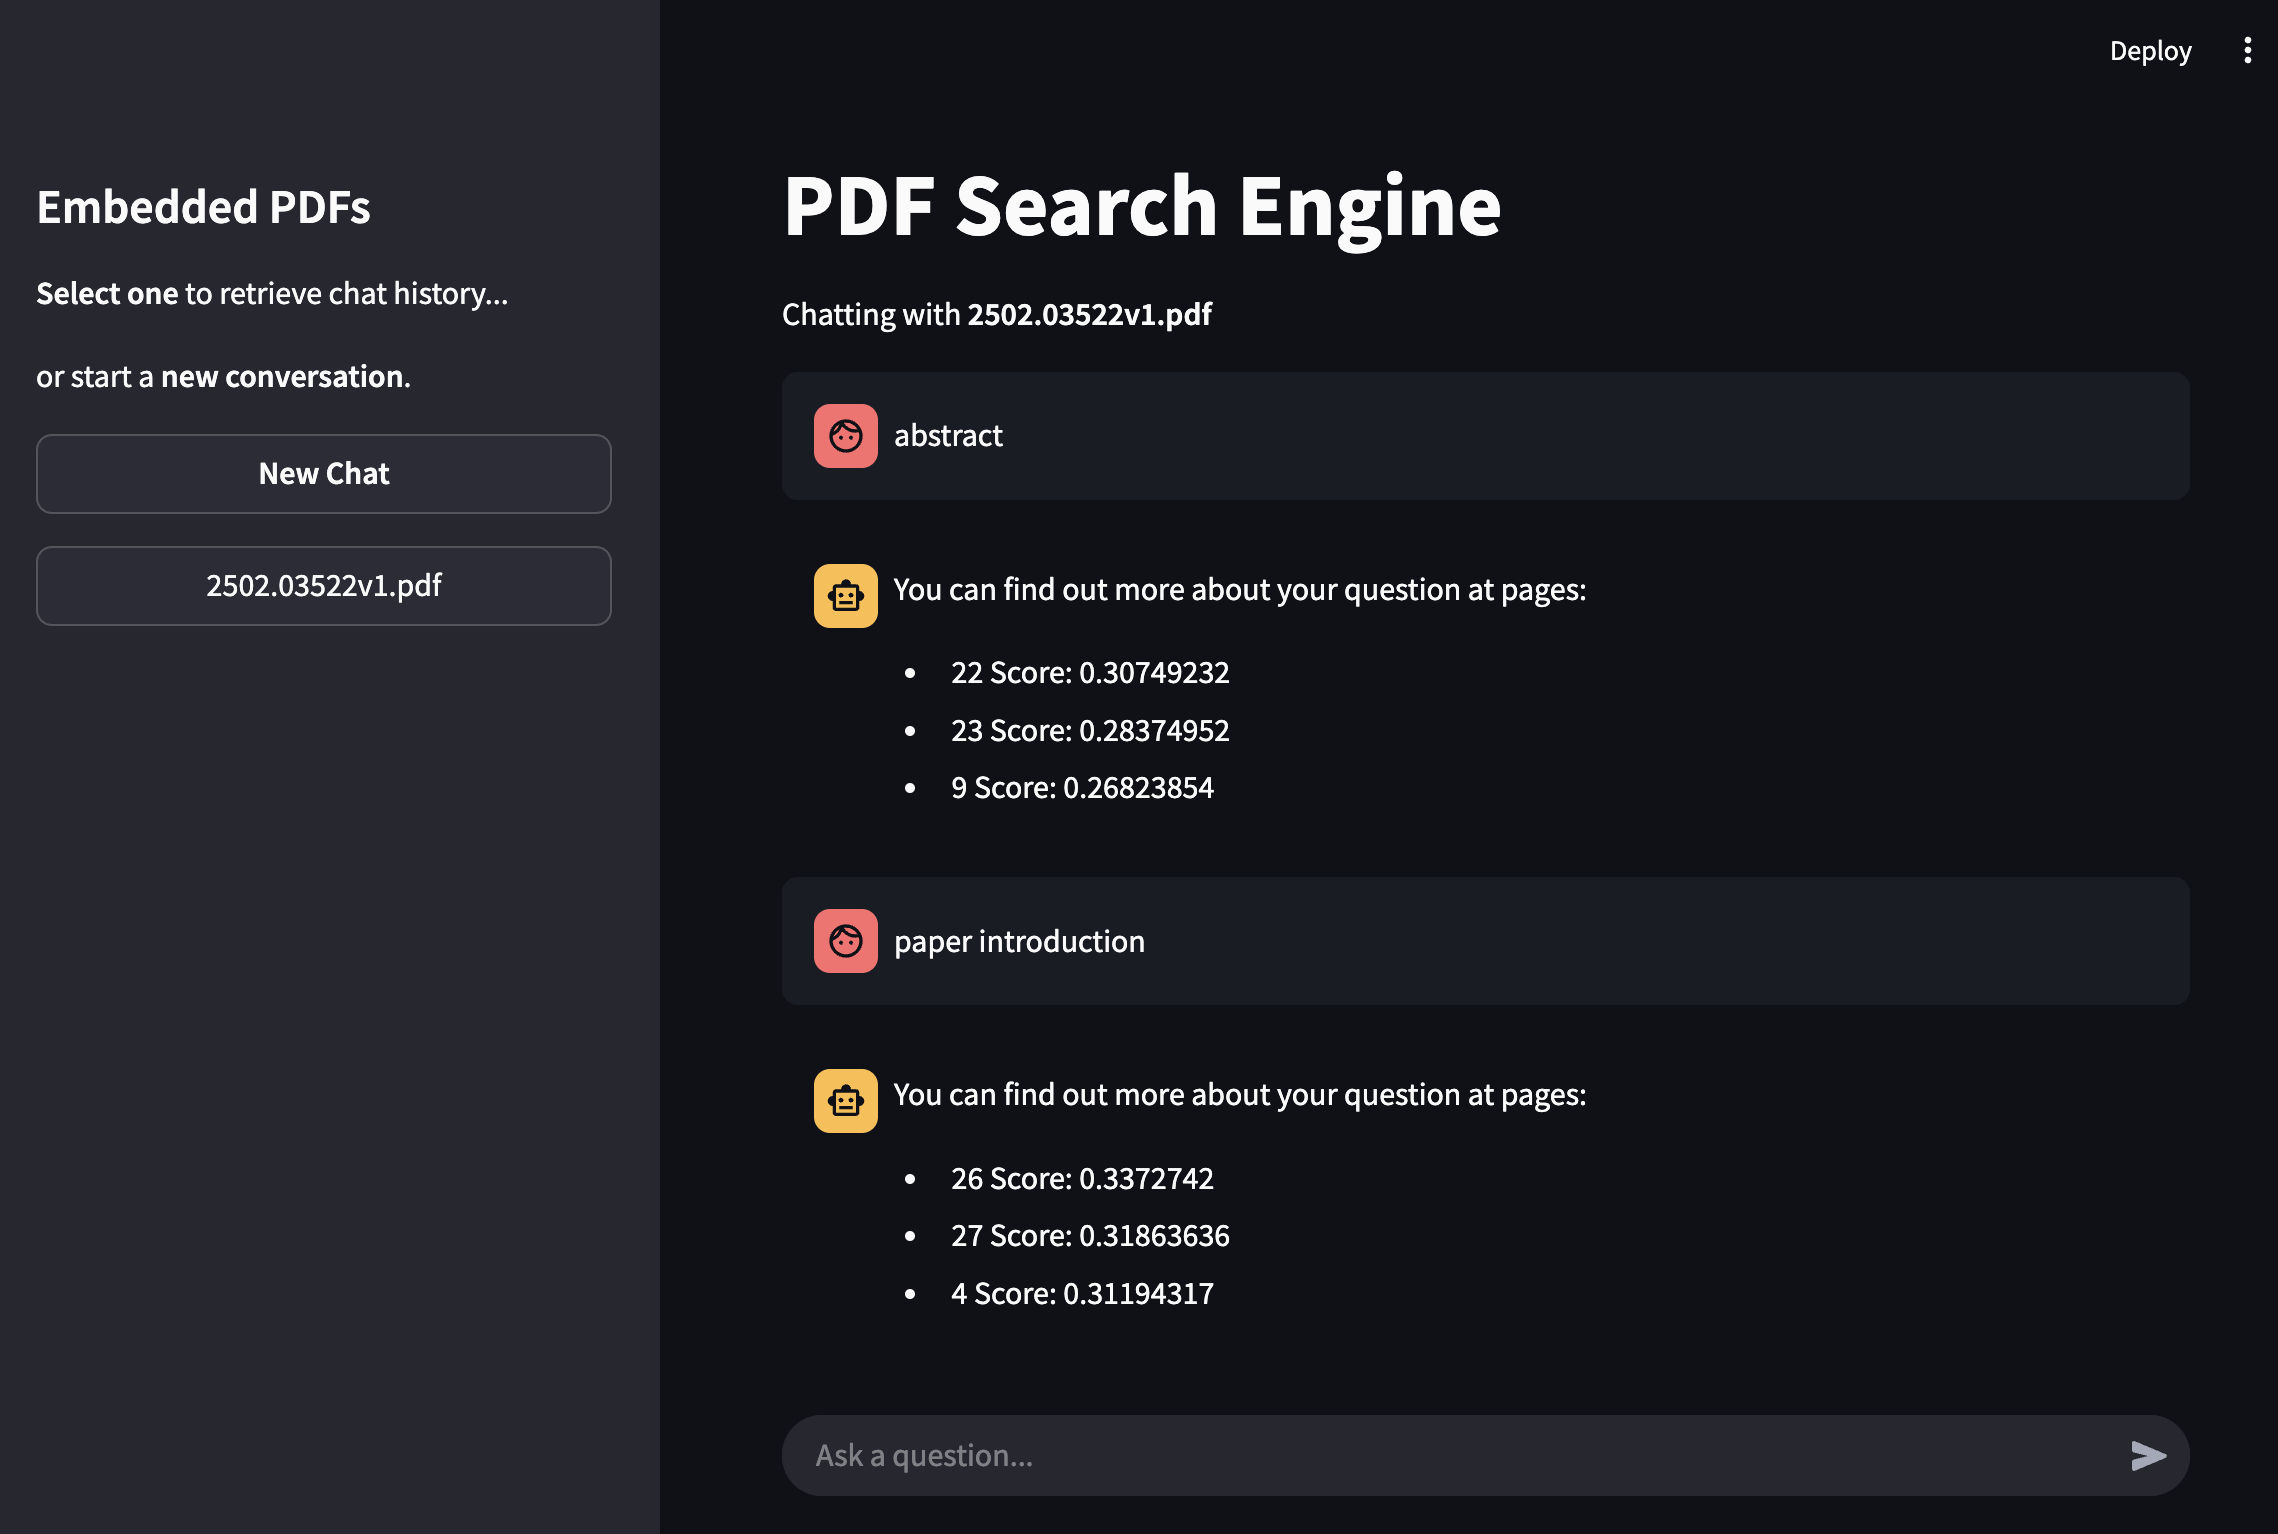 Deploy
Embedded PDFs
Select one to retrieve chat history...
or start a new conversation.
New Chat
2502.03522v1.pdf
PDF Search Engine
Chatting with 2502.03522v1.pdf
abstract
You can find out more about your question at pages:
• 22 Score: 0.30749232
• 23 Score: 0.28374952
• 9 Score: 0.26823854
paper introduction
You can find out more about your question at pages:
• 26 Score: 0.3372742
• 27 Score: 0.31863636
• 4 Score: 0.31194317
Ask a question...